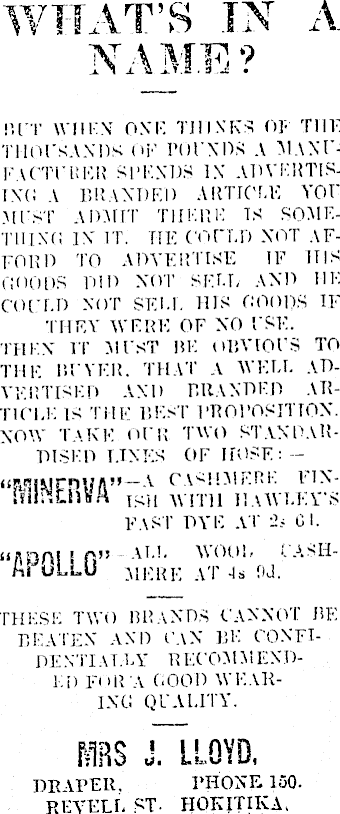 WHAT'S IN A
NAME?
BUT WHEN ONE THINKS OF THE
THOUSANDS OF POUNDS A MANU-
FACTURER SPENDS IN ADVERTIS-
ING A BRANDED ARTICLE YOU
MUST ADMIT THERE IS SOME-
THING IN IT. HE COULD NOT AF-
FORD TO ADVERTISE IF HIS
GOODS DID NOT SELL AND HE
COULD NOT SELL HIS GOODS IF
THEY WERE OF NO USE.
THEN IT MUST BE OBVIOUS TO
THE BUYER, THAT A WELL AD-
VERTISED AND BRANDED AR-
TICLE IS THE BEST PROPOSITION.
NOW TAKE OUR TWO STANDAR-
DISED LINES OF HOSE:—
"MINERVA"—A CASHMERE FIN-
ISH WITH HAWLEY'S
FAST DYE AT 2s 6d.
"APOLLO"—ALL WOOL CASH-
MERE AT 4s 9d.
THESE TWO BRANDS CANNOT BE
BEATEN AND CAN BE CONFI-
DENTIALLY RECOMMEND-
ED FOR A GOOD WEAR-
ING QUALITY.
MRS J. LLOYD,
DRAPER, PHONE 150.
REVELL ST. HOKITIKA.